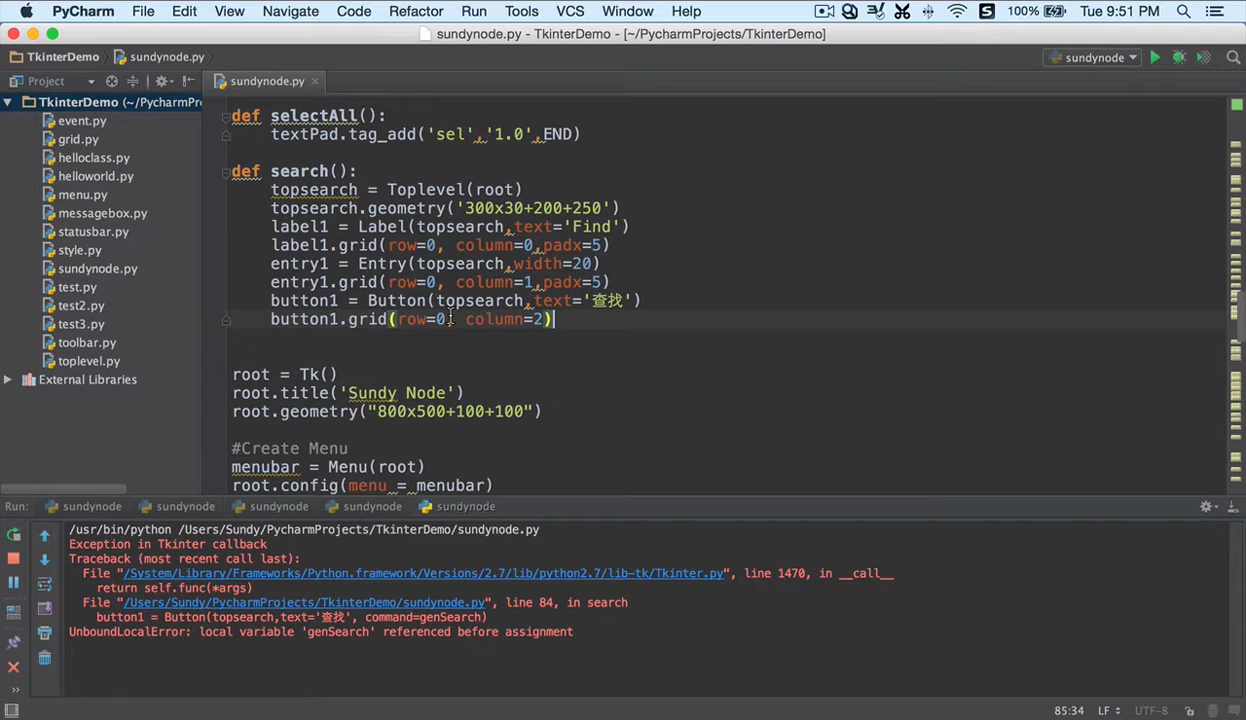 PyCharm File Edit View Navigate Code Refactor Run Tools VCS Window Help 100% Tue 9:51 PM
sundynode.py - TkinterDemo - [~/PycharmProjects/TkinterDemo]
TkinterDemo sundynode.py sundynode
Project sundynode.py
TkinterDemo (~/PycharmPr
event.py
grid.py
helloclass.py
helloworld.py
menu.py
messagebox.py
statusbar.py
style.py
sundynode.py
test.py
test2.py
test3.py
toolbar.py
toplevel.py
External Libraries
def selectAll():
textPad.tag_add('sel','1.0',END)
def search():
topsearch = Toplevel(root)
topsearch.geometry('300x30+200+250')
label1 = Label(topsearch,text='Find')
label1.grid(row=0, column=0,padx=5)
entry1 = Entry(topsearch,width=20)
entry1.grid(row=0, column=1,padx=5)
button1 = Button(topsearch,text='查找')
button1.grid(row=0, column=2)
root = Tk()
root.title('Sundy Node')
root.geometry("800x500+100+100")
#Create Menu
menubar = Menu(root)
root.config(menu = menubar)
Run: sundynode sundynode sundynode sundynode sundynode
/usr/bin/python /Users/Sundy/PycharmProjects/TkinterDemo/sundynode.py
Exception in Tkinter callback
Traceback (most recent call last):
File "/System/Library/Frameworks/Python.framework/Versions/2.7/lib/python2.7/lib-tk/Tkinter.py", line 1470, in __call__
return self.func(*args)
File "/Users/Sundy/PycharmProjects/TkinterDemo/sundynode.py", line 84, in search
button1 = Button(topsearch,text='查找', command=genSearch)
UnboundLocalError: local variable 'genSearch' referenced before assignment
85:34 LF UTF-8